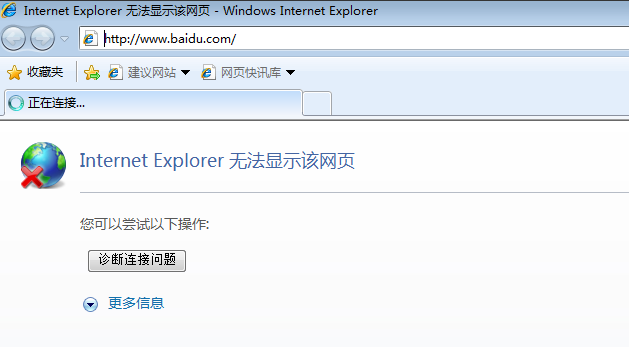 Internet Explorer 无法显示该网页 - Windows Internet Explorer
http://www.baidu.com/
收藏夹 建议网站 网页快讯库
正在连接...
Internet Explorer 无法显示该网页
您可以尝试以下操作:
诊断连接问题
更多信息